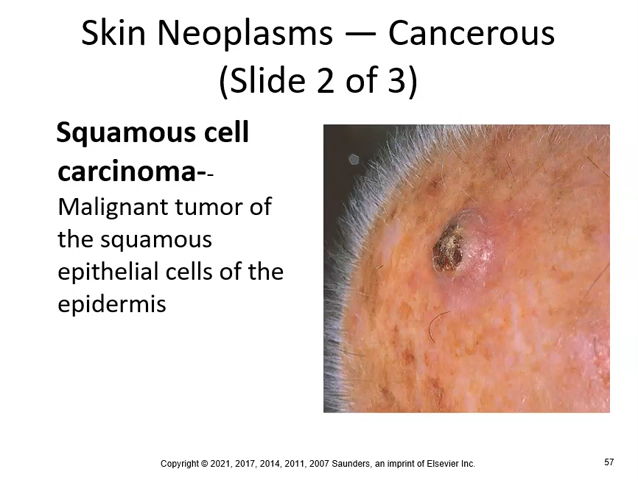 Skin Neoplasms — Cancerous
(Slide 2 of 3)
Squamous cell
carcinoma--
Malignant tumor of
the squamous
epithelial cells of the
epidermis
Copyright © 2021, 2017, 2014, 2011, 2007 Saunders, an imprint of Elsevier Inc.
57